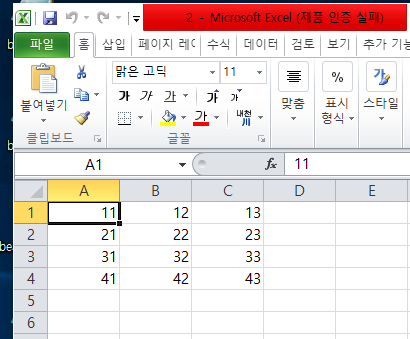 2 - Microsoft Excel (제품 인증 실패)
파일 홈 삽입 페이지 레이 수식 데이터 검토 보기 추가 기능
맑은 고딕 11
붙여넣기
가 가 가 가 가
가 가 내천
맞춤 표시 형식 스타일
클립보드 글꼴
A1 fx 11
A B C D E
1 11 12 13
2 21 22 23
3 31 32 33
4 41 42 43
5
6